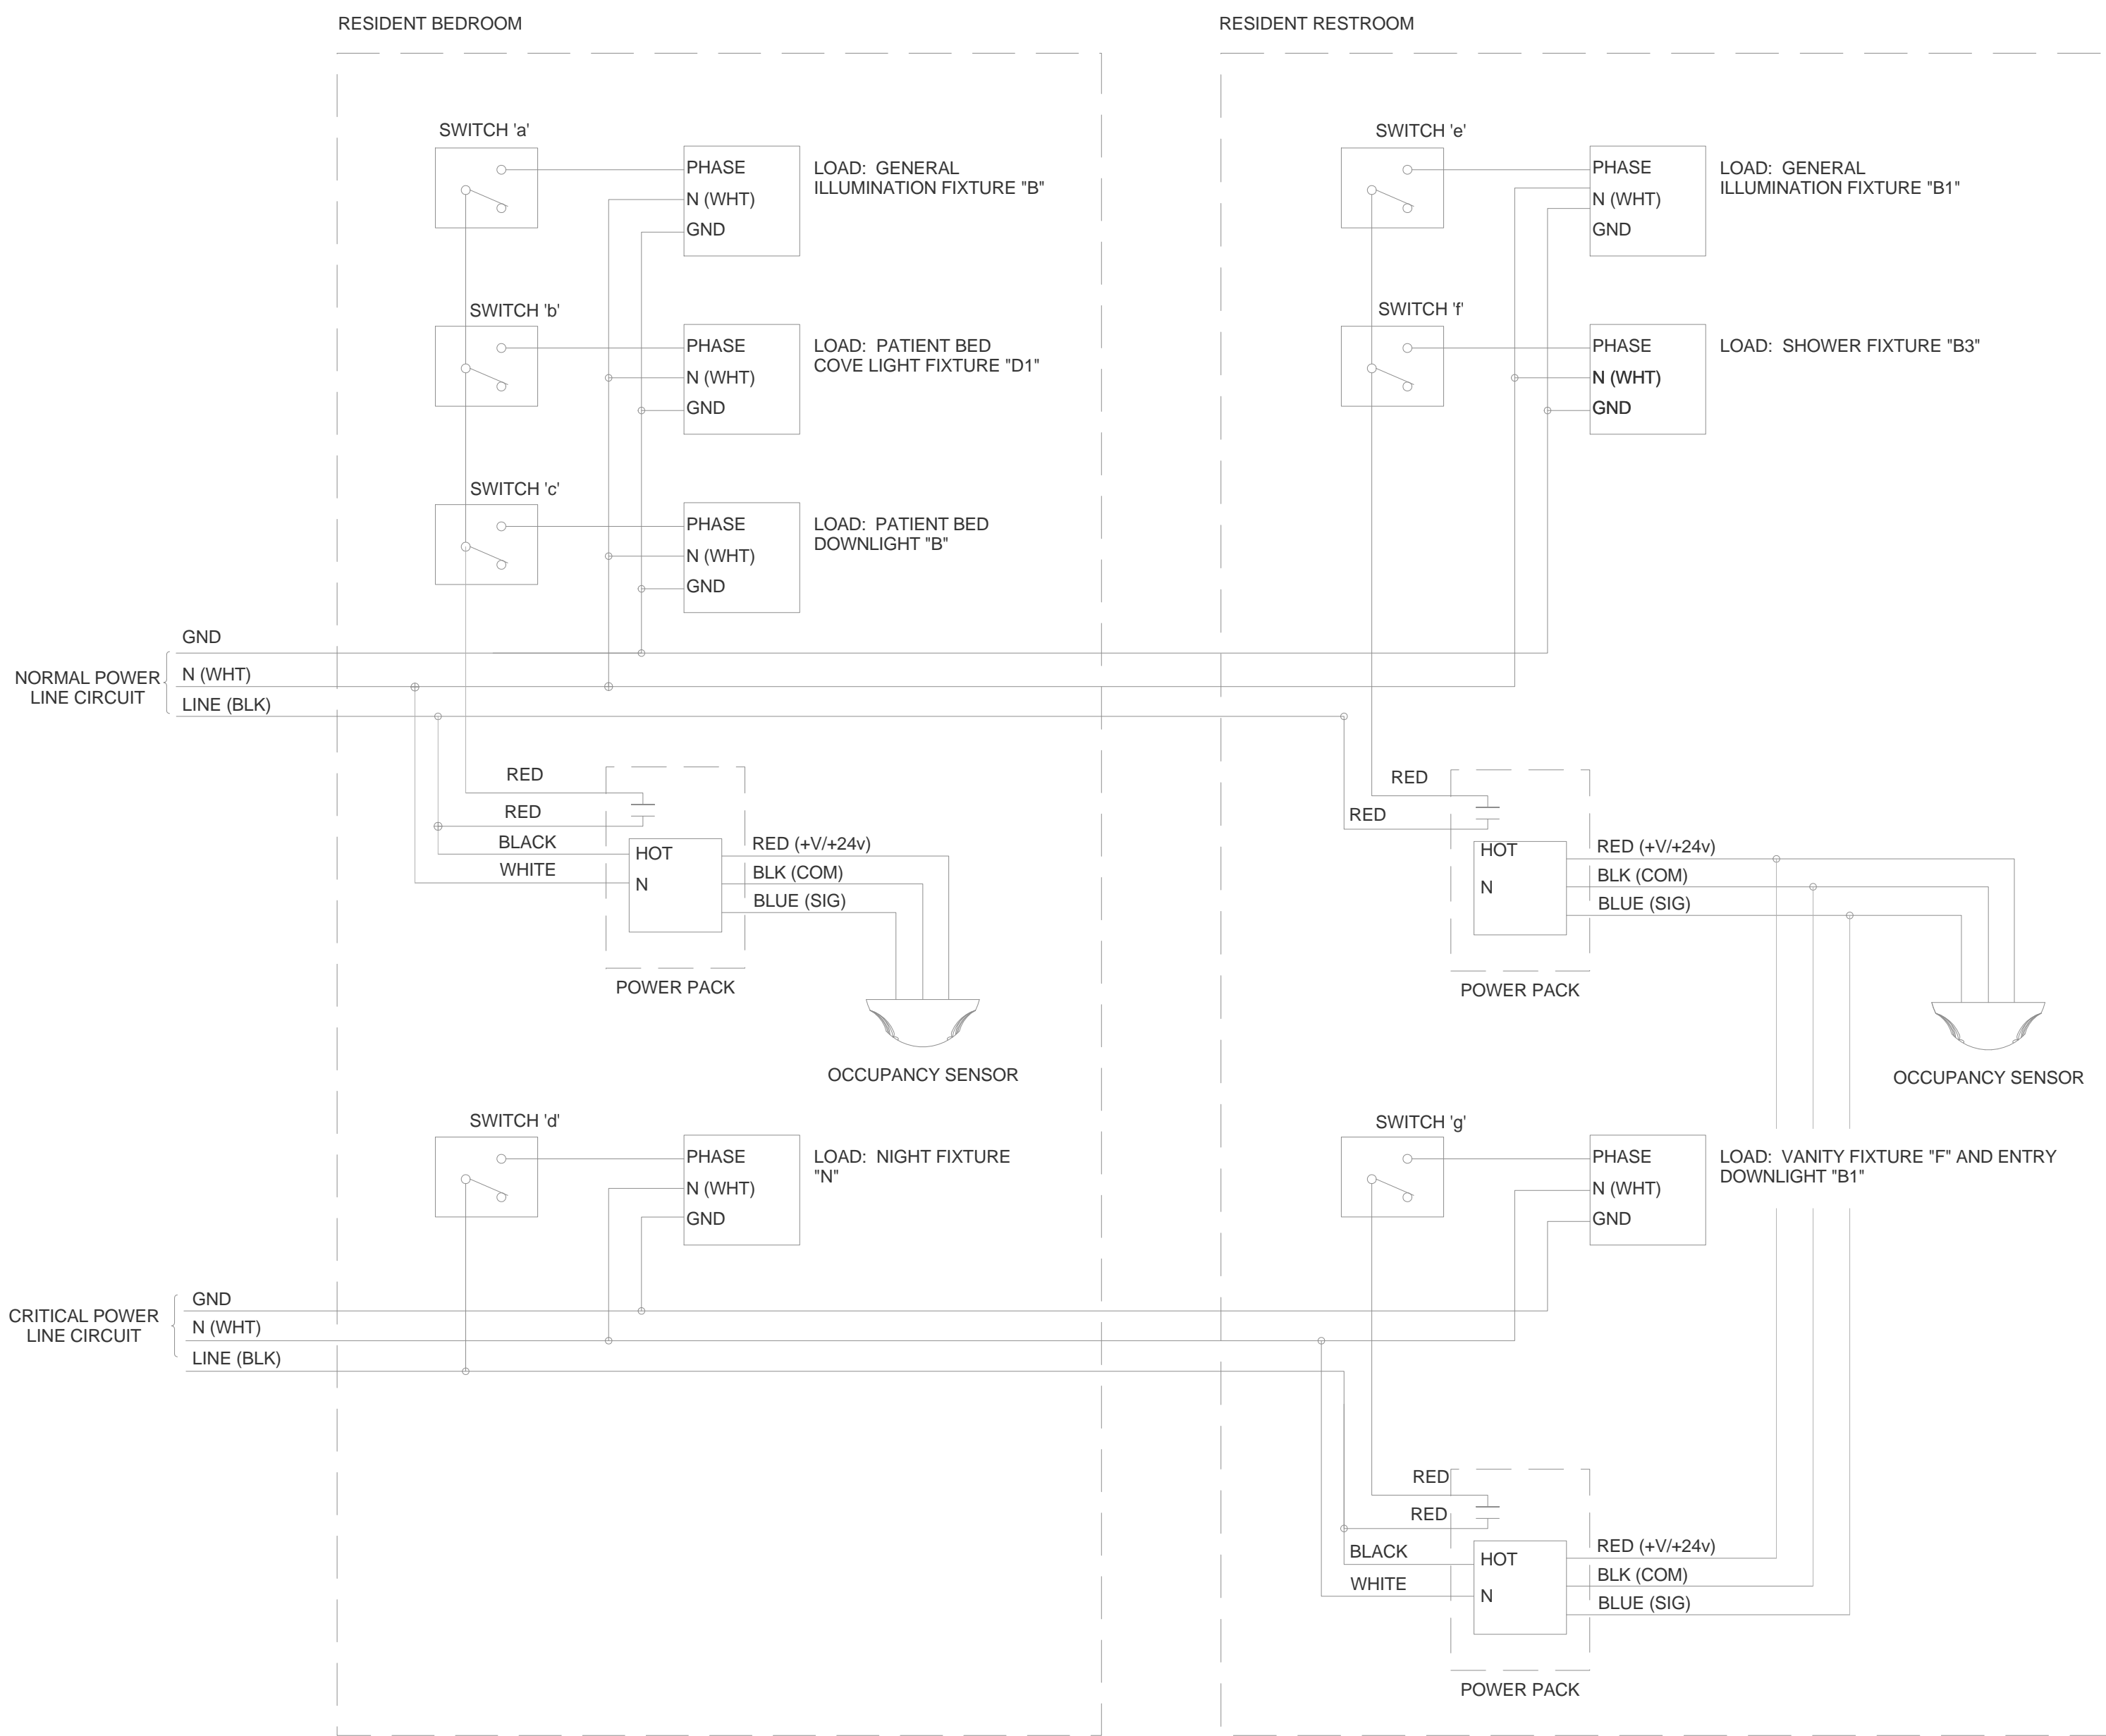 RESIDENT BEDROOM
SWITCH 'a'
PHASE
N (WHT)
GND
LOAD:  GENERAL
ILLUMINATION FIXTURE "B"
SWITCH 'b'
PHASE
N (WHT)
GND
LOAD:  PATIENT BED
COVE LIGHT FIXTURE "D1"
SWITCH 'c'
PHASE
N (WHT)
GND
LOAD:  PATIENT BED
DOWNLIGHT "B"
NORMAL POWER
LINE CIRCUIT
GND
N (WHT)
LINE (BLK)
RED
RED
BLACK
WHITE
HOT
N
RED (+V/+24v)
BLK (COM)
BLUE (SIG)
POWER PACK
OCCUPANCY SENSOR
SWITCH 'd'
PHASE
N (WHT)
GND
LOAD:  NIGHT FIXTURE
"N"
CRITICAL POWER
LINE CIRCUIT
GND
N (WHT)
LINE (BLK)
RESIDENT RESTROOM
SWITCH 'e'
PHASE
N (WHT)
GND
LOAD:  GENERAL
ILLUMINATION FIXTURE "B1"
SWITCH 'f'
PHASE
N (WHT)
GND
LOAD:  SHOWER FIXTURE "B3"
RED
RED
HOT
N
RED (+V/+24v)
BLK (COM)
BLUE (SIG)
POWER PACK
OCCUPANCY SENSOR
SWITCH 'g'
PHASE
N (WHT)
GND
LOAD:  VANITY FIXTURE "F" AND ENTRY
DOWNLIGHT "B1"
RED
RED
BLACK
WHITE
HOT
N
RED (+V/+24v)
BLK (COM)
BLUE (SIG)
POWER PACK